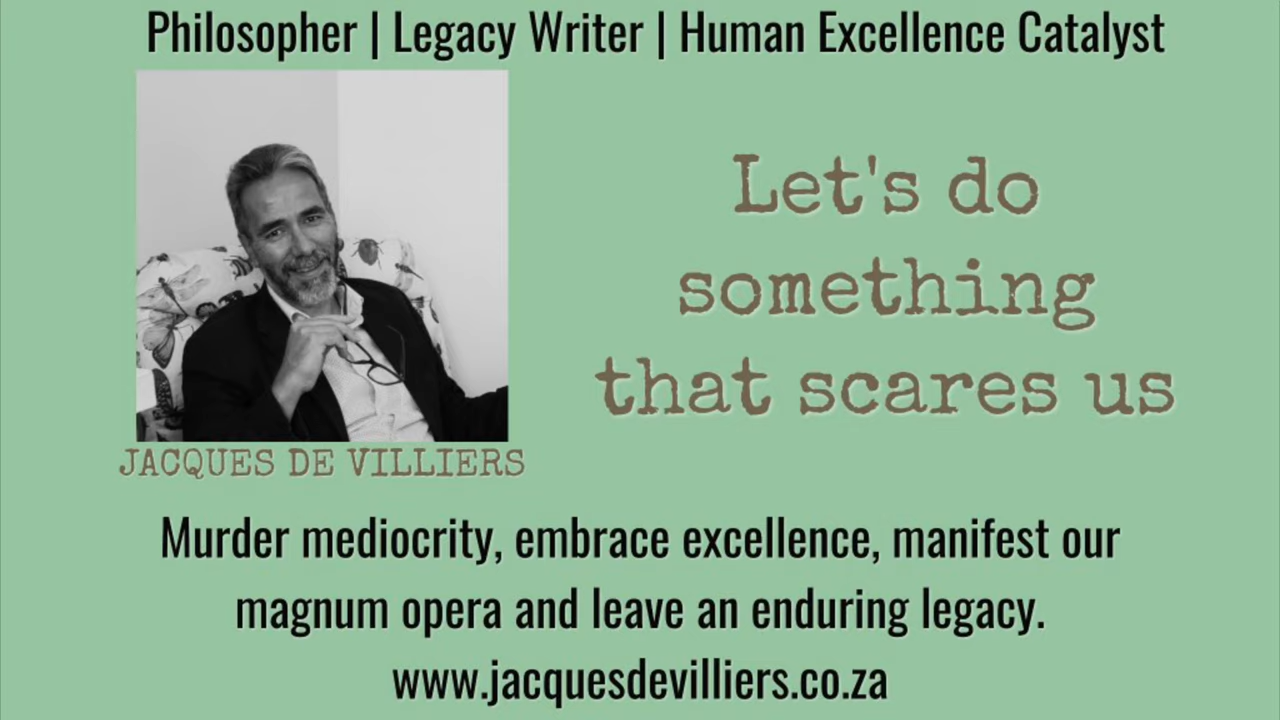 Philosopher | Legacy Writer | Human Excellence Catalyst
Let's do
something
that scares us
JACQUES DE VILLIERS
Murder mediocrity, embrace excellence, manifest our
magnum opera and leave an enduring legacy.
www.jacquesdevilliers.co.za